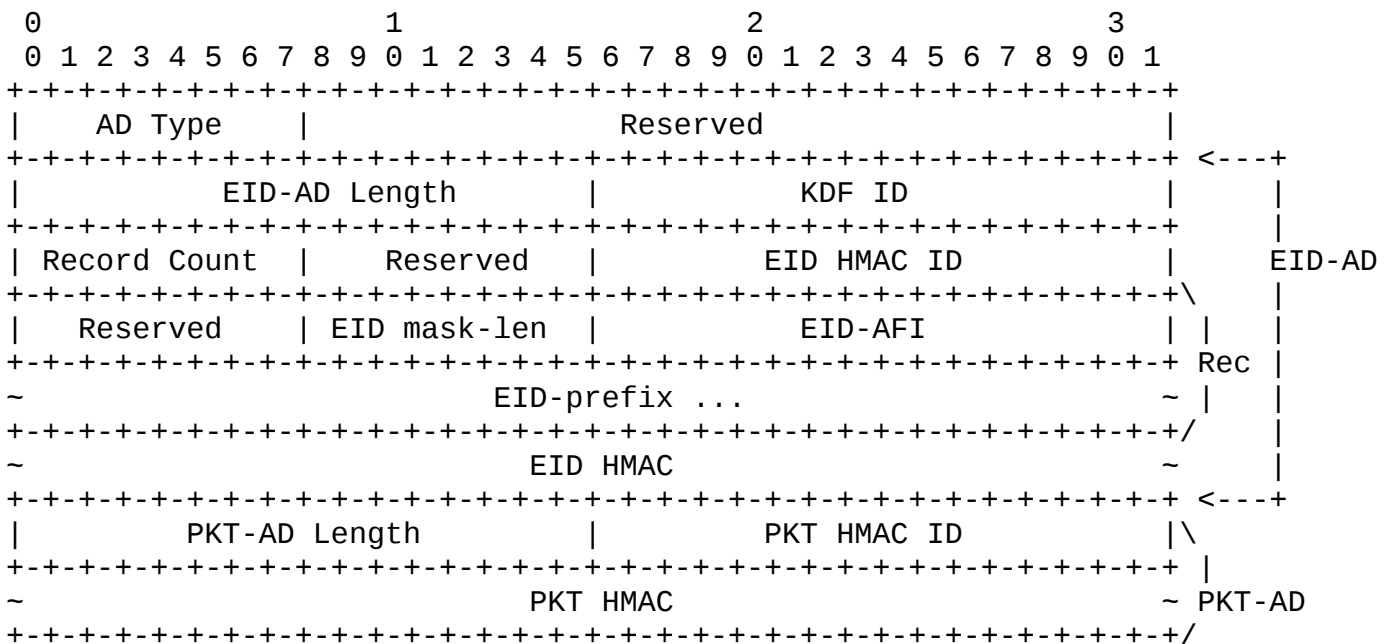 0                   1                   2                   3
 0 1 2 3 4 5 6 7 8 9 0 1 2 3 4 5 6 7 8 9 0 1 2 3 4 5 6 7 8 9 0 1
+-+-+-+-+-+-+-+-+-+-+-+-+-+-+-+-+-+-+-+-+-+-+-+-+-+-+-+-+-+-+-+-+
|    AD Type    |                 Reserved                      |
+-+-+-+-+-+-+-+-+-+-+-+-+-+-+-+-+-+-+-+-+-+-+-+-+-+-+-+-+-+-+-+-+ <---+
|           EID-AD Length       |           KDF ID              |     |
+-+-+-+-+-+-+-+-+-+-+-+-+-+-+-+-+-+-+-+-+-+-+-+-+-+-+-+-+-+-+-+-+     |
| Record Count  |    Reserved   |         EID HMAC ID           |     EID-AD
+-+-+-+-+-+-+-+-+-+-+-+-+-+-+-+-+-+-+-+-+-+-+-+-+-+-+-+-+-+-+-+-+\    |
|   Reserved    | EID mask-len  |           EID-AFI             | |   |
+-+-+-+-+-+-+-+-+-+-+-+-+-+-+-+-+-+-+-+-+-+-+-+-+-+-+-+-+-+-+-+-+ Rec |
~                          EID-prefix ...                       ~ |   |
+-+-+-+-+-+-+-+-+-+-+-+-+-+-+-+-+-+-+-+-+-+-+-+-+-+-+-+-+-+-+-+-+/    |
~                            EID HMAC                           ~     |
+-+-+-+-+-+-+-+-+-+-+-+-+-+-+-+-+-+-+-+-+-+-+-+-+-+-+-+-+-+-+-+-+ <---+
|         PKT-AD Length         |         PKT HMAC ID           |\
+-+-+-+-+-+-+-+-+-+-+-+-+-+-+-+-+-+-+-+-+-+-+-+-+-+-+-+-+-+-+-+-+ |
~                            PKT HMAC                           ~ PKT-AD
+-+-+-+-+-+-+-+-+-+-+-+-+-+-+-+-+-+-+-+-+-+-+-+-+-+-+-+-+-+-+-+-+/